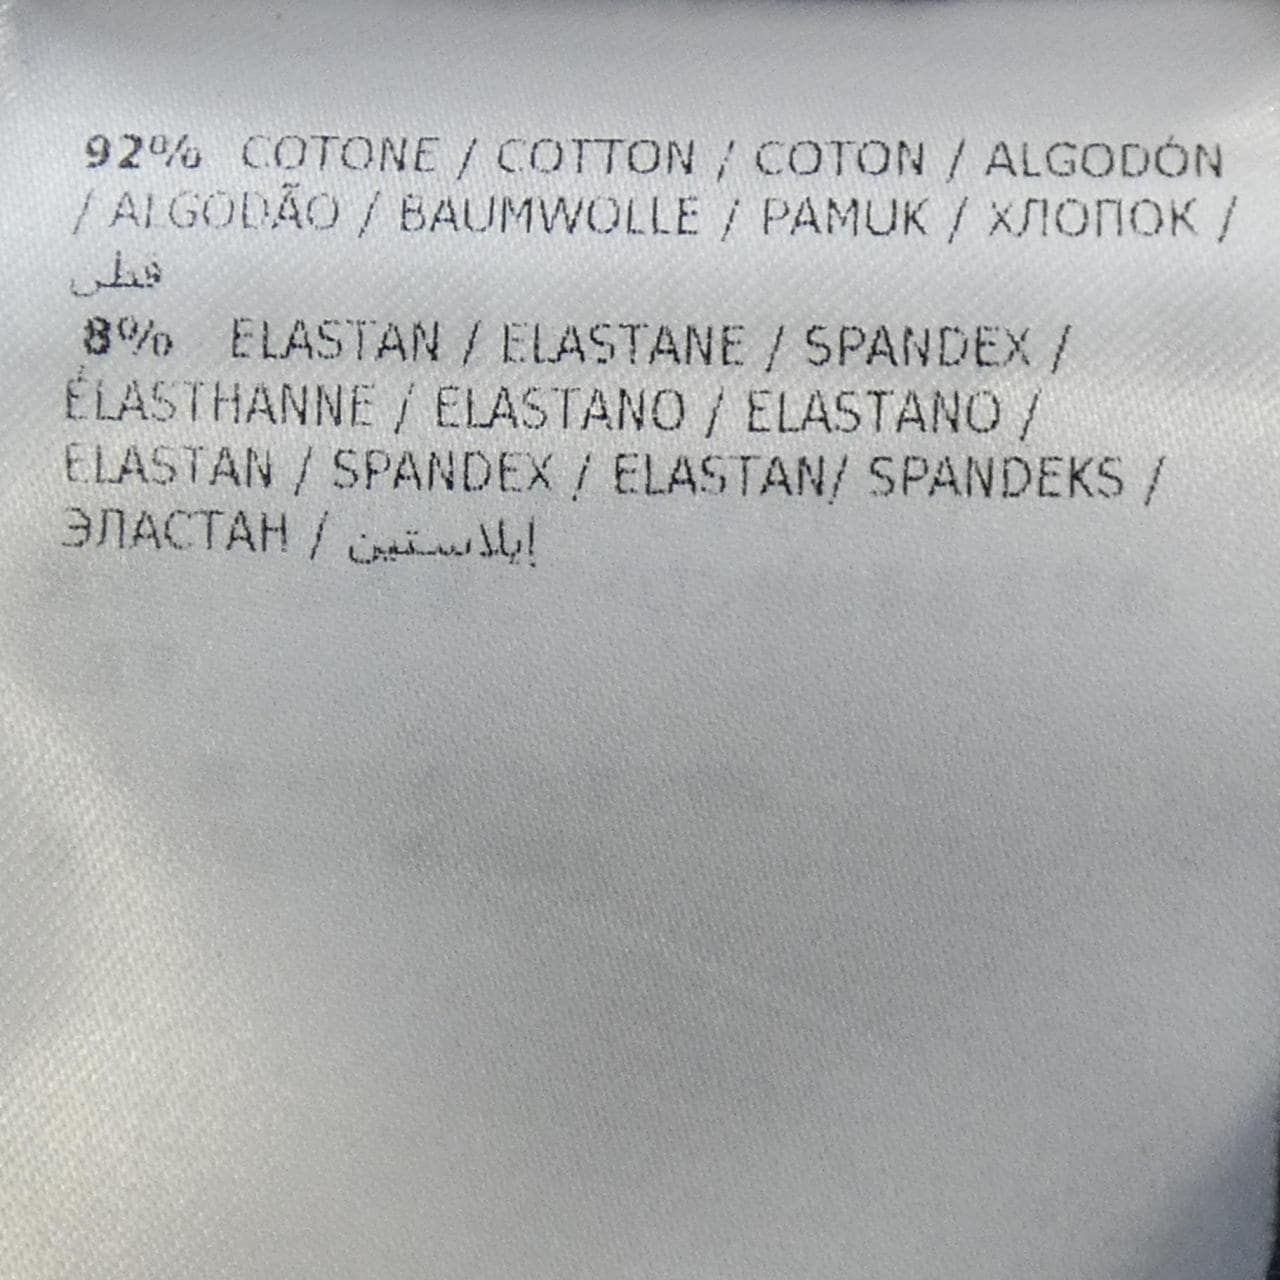 92% COTONE / COTTON / COTON / ALGODÓN
/ ALGODÃO / BAUMWOLLE / PAMUK / ХЛОПОК /
قطن
8% ELASTAN / ELASTANE / SPANDEX /
ÉLASTHANNE / ELASTANO / ELASTANO /
ELASTAN / SPANDEX / ELASTAN/ SPANDEKS /
ЭЛАСТАН / إيلاستين